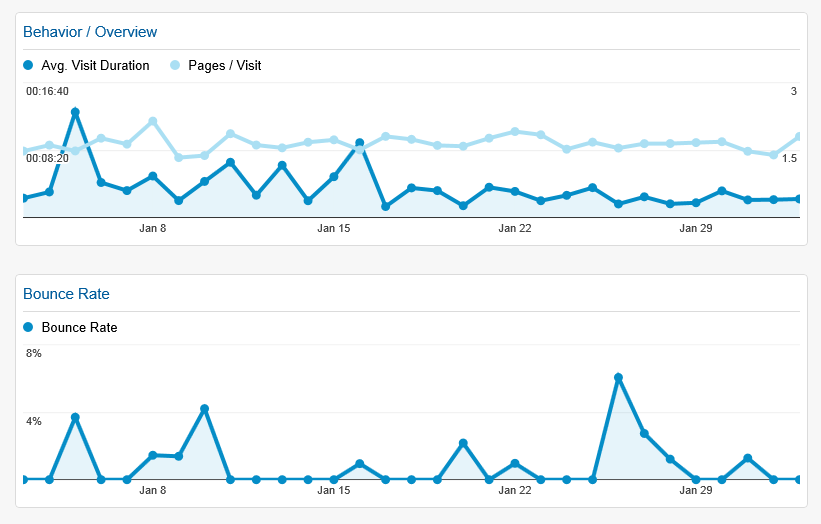 Behavior / Overview
Avg. Visit Duration Pages / Visit
00:16:40 3
00:08:20 1.5
Jan 8 Jan 15 Jan 22 Jan 29
Bounce Rate
Bounce Rate
8%
4%
Jan 8 Jan 15 Jan 22 Jan 29